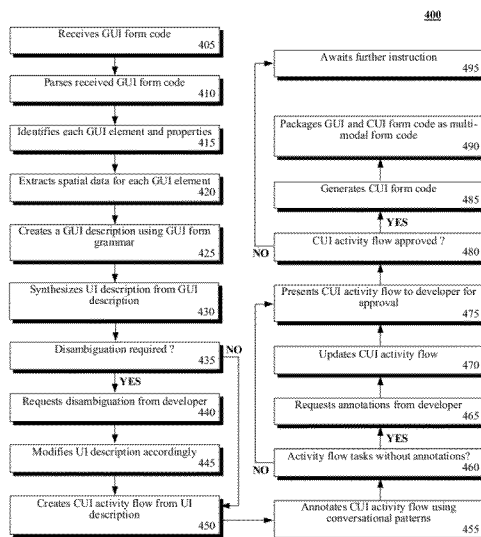 400
Receives GUI form code
405
Parses received GUI form code
410
Identifies each GUI element and properties
415
Extracts spatial data for each GUI element
420
Creates a GUI description using GUI form
grammar
425
Synthesizes UI description from GUI
description
430
Disambiguation required ?
435
NO
YES
Requests disambiguation from developer
440
Modifies UI description accordingly
445
Creates CUI activity flow from UI
description
450
Awaits further instruction
495
Packages GUI and CUI form code as multi-
modal form code
490
Generates CUI form code
485
YES
CUI activity flow approved ?
480
NO
Presents CUI activity flow to developer for
approval
475
Updates CUI activity flow
470
Requests annotations from developer
465
YES
Activity flow tasks without annotations?
460
NO
Annotates CUI activity flow using
conversational patterns
455